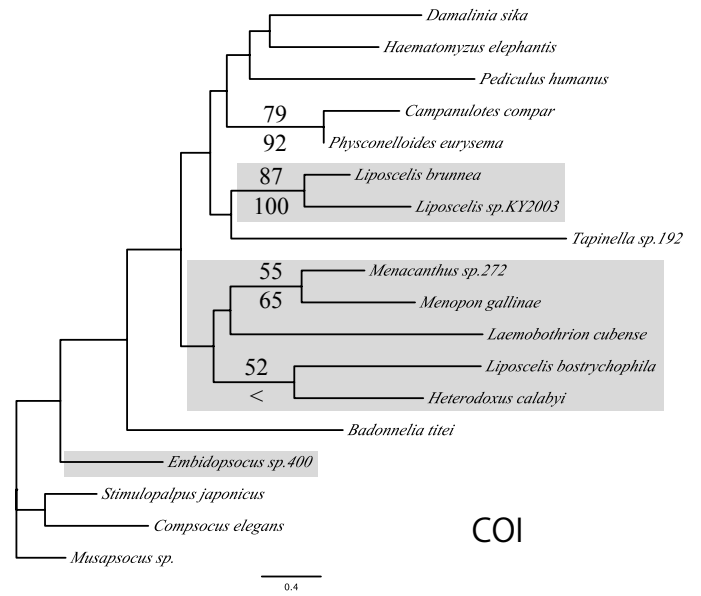 Damalinia sika
Haematomyzus elephantis
Pediculus humanus
79
Campanulotes compar
92
Physconelloides eurysema
87
Liposcelis brunnea
100
Liposcelis sp.KY2003
Tapinella sp.192
55
Menacanthus sp.272
65
Menopon gallinae
Laemobothrion cubense
52
Liposcelis bostrychophila
<
Heterodoxus calabyi
Badonnelia titei
Embidopsocus sp.400
Stimulopalpus japonicus
Compsocus elegans
COI
Musapsocus sp.
0.4